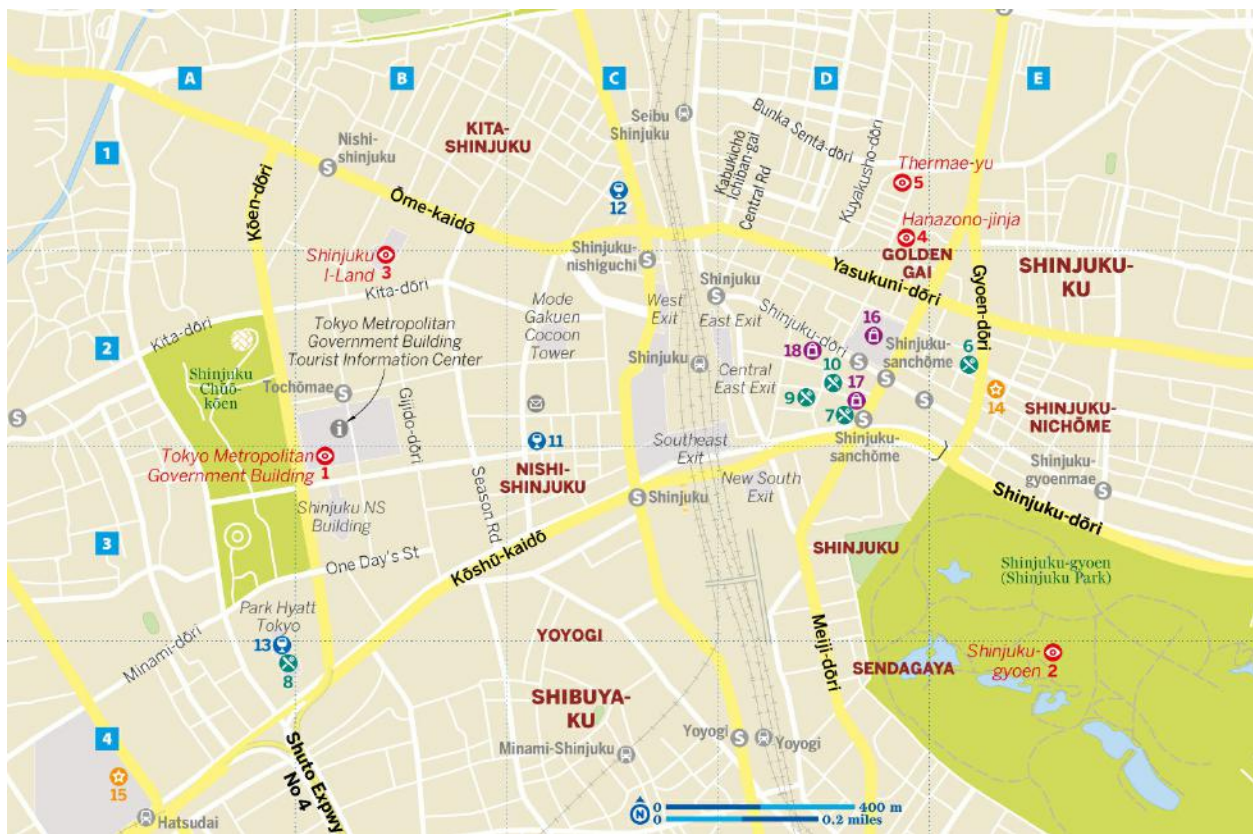 A
B
C
D
E
1
2
3
4
KITA-
SHINJUKU
Seibu
Shinjuku
Bunka Sentā-dōri
Nishi-
shinjuku
Kabukichō
Ichiban-gai
Central Rd
Kuyakusho-dōri
Thermae-yu
5
Kōen-dōri
Ōme-kaidō
12
Hanazono-jinja
4
GOLDEN
GAI
Shinjuku
I-Land 3
Shinjuku-
nishiguchi
Yasukuni-dōri
Gyoen-dōri
SHINJUKU-
KU
Kita-dōri
Kita-dōri
Mode
Gakuen
Cocoon
Tower
West
Exit
Shinjuku
East Exit
Shinjuku-dōri
16
Tokyo Metropolitan
Government Building
Tourist Information Center
Shinjuku-
sanchōme
6
Shinjuku
Chūō-
kōen
Tochōmae
Gijido-dōri
Shinjuku
Central
East Exit
18
10
17
9
7
14
SHINJUKU-
NICHŌME
Tokyo Metropolitan
Government Building 1
11
Southeast
Exit
Shinjuku-
sanchōme
Shinjuku-
gyoenmae
NISHI-
SHINJUKU
Season Rd
Shinjuku
New South
Exit
Shinjuku-dōri
Shinjuku NS
Building
One Day's St
Kōshū-kaidō
SHINJUKU
Shinjuku-gyoen
(Shinjuku Park)
Park Hyatt
Tokyo
13
8
Minami-dōri
YOYOGI
Meiji-dōri
SENDAGAYA
Shinjuku-
gyoen 2
SHIBUYA-
KU
Minami-Shinjuku
Yoyogi
Yoyogi
Shuto Expwy
No 4
15
Hatsudai
N
0 400 m
0 0.2 miles